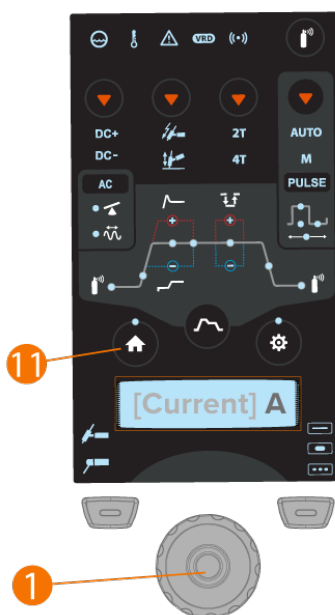 VRD
DC+
2T
AUTO
DC-
4T
M
AC
PULSE
11
[Current] A
1